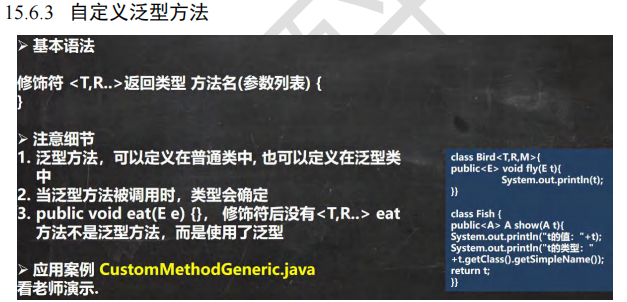 15.6.3 自定义泛型方法
➢ 基本语法
修饰符 <T,R..>返回类型 方法名(参数列表) {
}
➢ 注意细节
1. 泛型方法，可以定义在普通类中, 也可以定义在泛型类
中
2. 当泛型方法被调用时，类型会确定
3. public void eat(E e) {}， 修饰符后没有<T,R..> eat
方法不是泛型方法，而是使用了泛型
➢ 应用案例 CustomMethodGeneric.java
看老师演示.
class Bird<T,R,M>{
public<E> void fly(E t){
System.out.println(t);
}}
class Fish {
public<A> A show(A t){
System.out.println("t的值："+t);
System.out.println("t的类型："
+t.getClass().getSimpleName());
return t;
}}